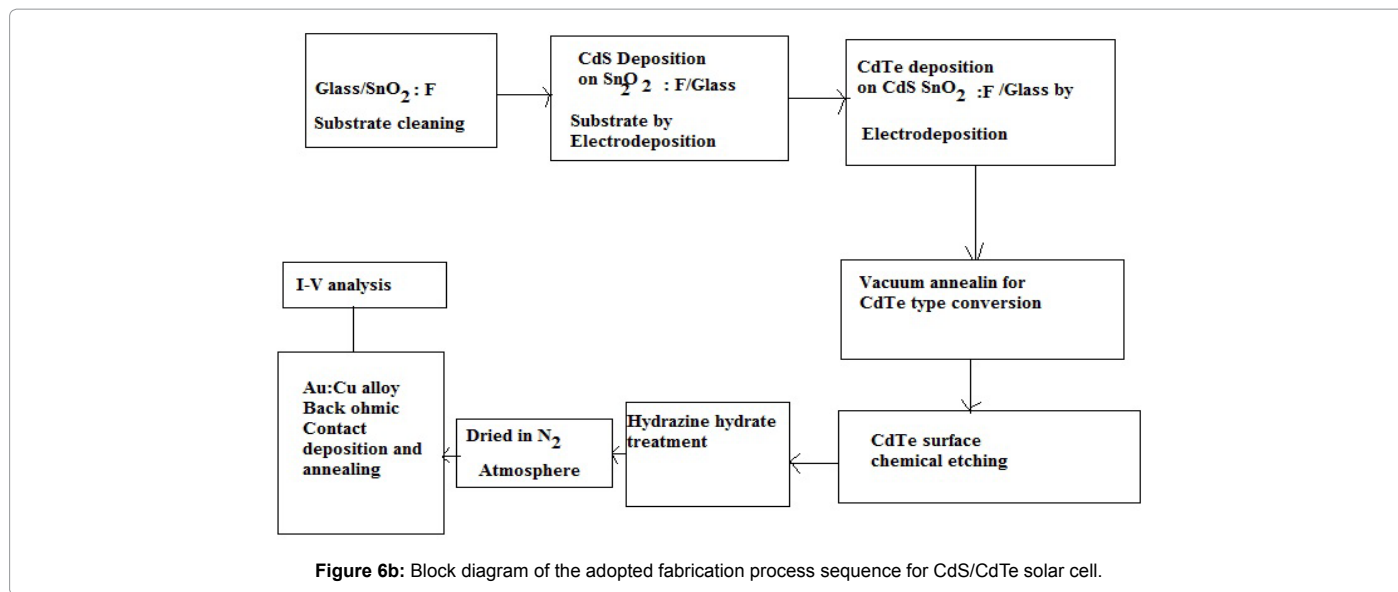 Glass/SnO2 : F
Substrate cleaning
CdS Deposition
on Sn2O2 : F/Glass
Substrate by
Electrodeposition
CdTe deposition
on CdS SnO2 :F /Glass by
Electrodeposition
Vacuum annealin for
CdTe type conversion
CdTe surface
chemical etching
Hydrazine hydrate
treatment
Dried in N2
Atmosphere
Au:Cu alloy
Back ohmic
Contact
deposition and
annealing
I-V analysis
Figure 6b: Block diagram of the adopted fabrication process sequence for CdS/CdTe solar cell.